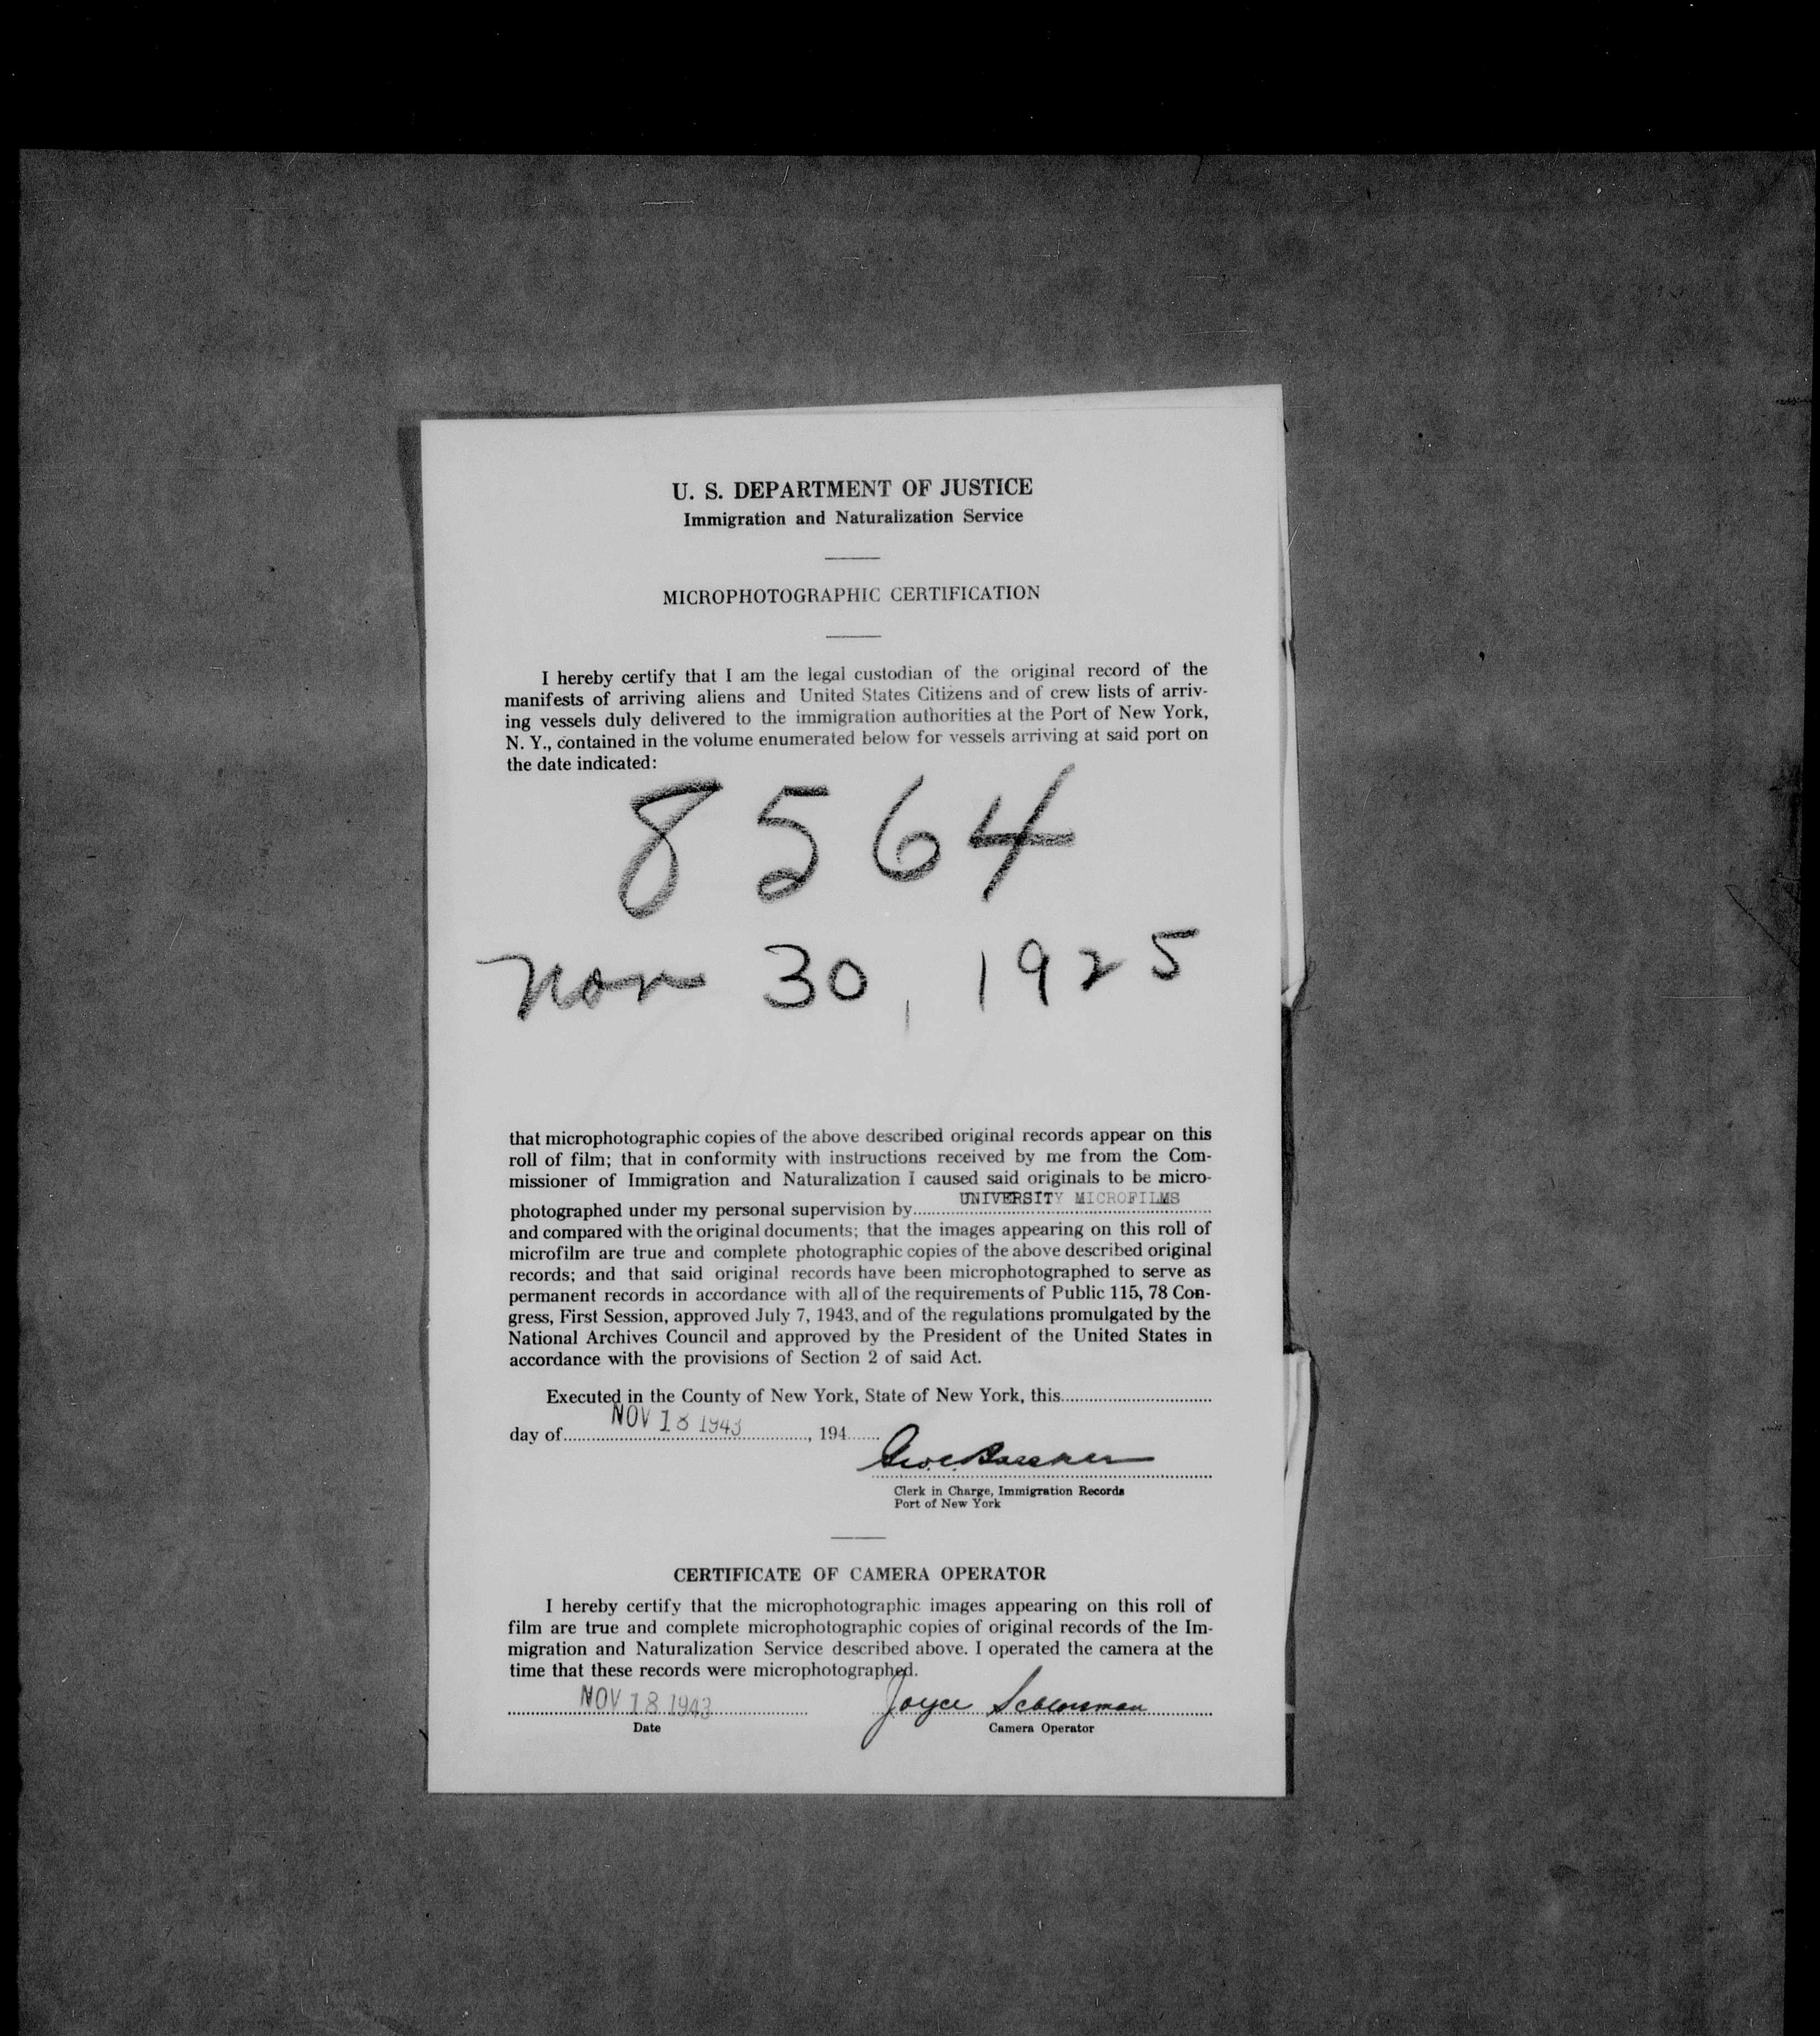 U. S. DEPARTMENT OF JUSTICE
Immigration and Naturalization Service
MICROPHOTOGRAPHIC CERTIFICATION
I hereby certify that I am the legal custodian of the original record of the
manifests of arriving aliens and United States Citizens and of crew lists of arriv-
ing vessels duly delivered to the immigration authorities at the Port of New York,
N. Y., contained in the volume enumerated below for vessels arriving at said port on
the date indicated:
8564
Nov 30, 1925
that microphotographic copies of the above described original records appear on this
roll of film; that in conformity with instructions received by me from the Com-
missioner of Immigration and Naturalization I caused said originals to be micro-
photographed under my personal supervision by UNIVERSITY MICROFILMS
and compared with the original documents; that the images appearing on this roll of
microfilm are true and complete photographic copies of the above described original
records; and that said original records have been microphotographed to serve as
permanent records in accordance with all of the requirements of Public 115, 78 Con-
gress, First Session, approved July 7, 1943, and of the regulations promulgated by the
National Archives Council and approved by the President of the United States in
accordance with the provisions of Section 2 of said Act.
Executed in the County of New York, State of New York, this
day of NOV 18 1943, 194
Clerk in Charge, Immigration Records
Port of New York
CERTIFICATE OF CAMERA OPERATOR
I hereby certify that the microphotographic images appearing on this roll of
film are true and complete microphotographic copies of original records of the Im-
migration and Naturalization Service described above. I operated the camera at the
time that these records were microphotographed.
NOV 18 1943 Joyce
Date Camera Operator